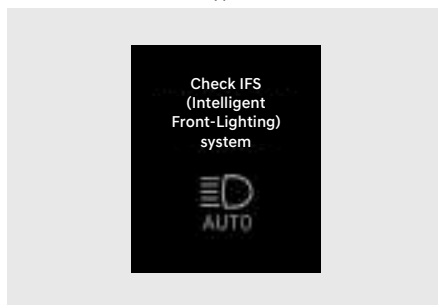 Check IFS
(Intelligent
Front-Lighting)
system
AUTO